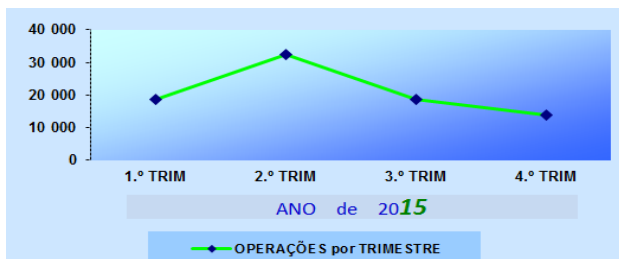 40 000
30 000
20 000
10 000
0
1.º TRIM 2.º TRIM 3.º TRIM 4.º TRIM
ANO de 2015
OPERAÇÕES por TRIMESTRE